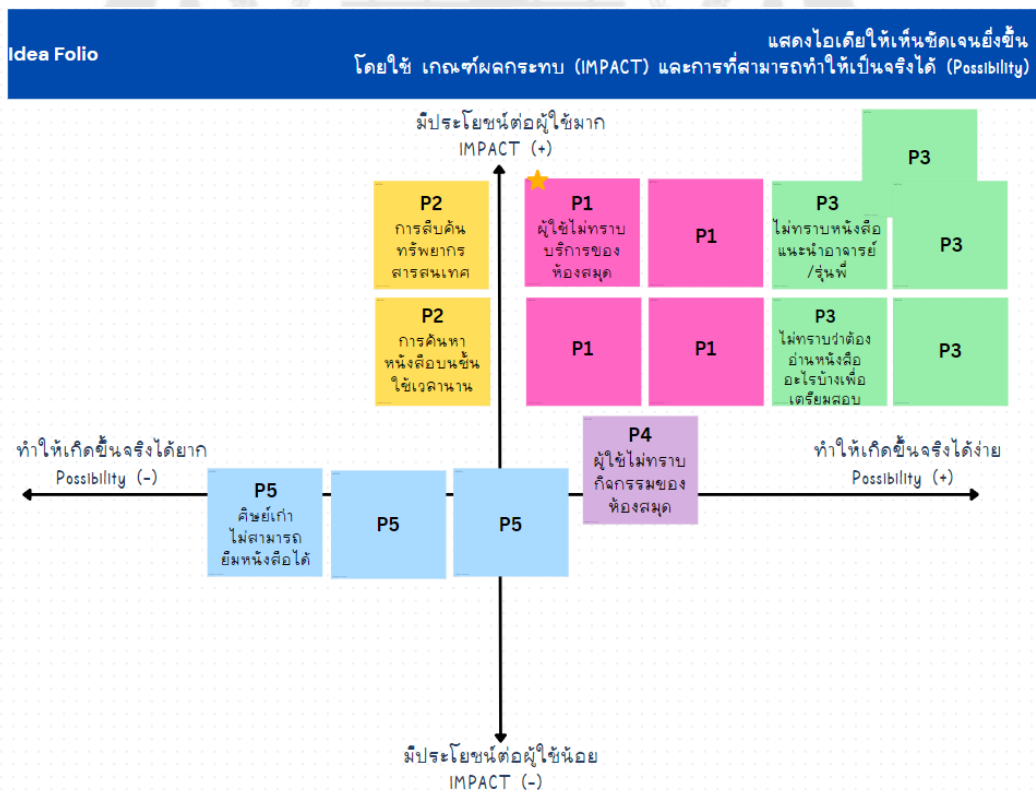 Idea Folio
แสดงไอเดียให้เห็นชัดเจนยิ่งขึ้น
โดยใช้ เกณฑ์ผลกระทบ (IMPACT) และการที่สามารถทำให้เป็นจริงได้ (Possibility)
มีประโยชน์ต่อผู้ใช้มาก
IMPACT (+)
P3
P2
การสืบค้น
ทรัพยากร
สารสนเทศ
P1
ผู้ใช้ไม่ทราบ
บริการของ
ห้องสมุด
P1
P3
ไม่ทราบหนังสือ
แนะนำอาจารย์
/รุ่นพี่
P3
P2
การค้นหา
หนังสือบนชั้น
ใช้เวลานาน
P1
P1
P3
ไม่ทราบว่าต้อง
อ่านหนังสือ
อะไรบ้างเพื่อ
เตรียมสอบ
P3
ทำให้เกิดขึ้นจริงได้ยาก
Possibility (-)
P4
ผู้ใช้ไม่ทราบ
กิจกรรมของ
ห้องสมุด
ทำให้เกิดขึ้นจริงได้ง่าย
Possibility (+)
P5
ศิษย์เก่า
ไม่สามารถ
ยืมหนังสือได้
P5
P5
มีประโยชน์ต่อผู้ใช้น้อย
IMPACT (-)